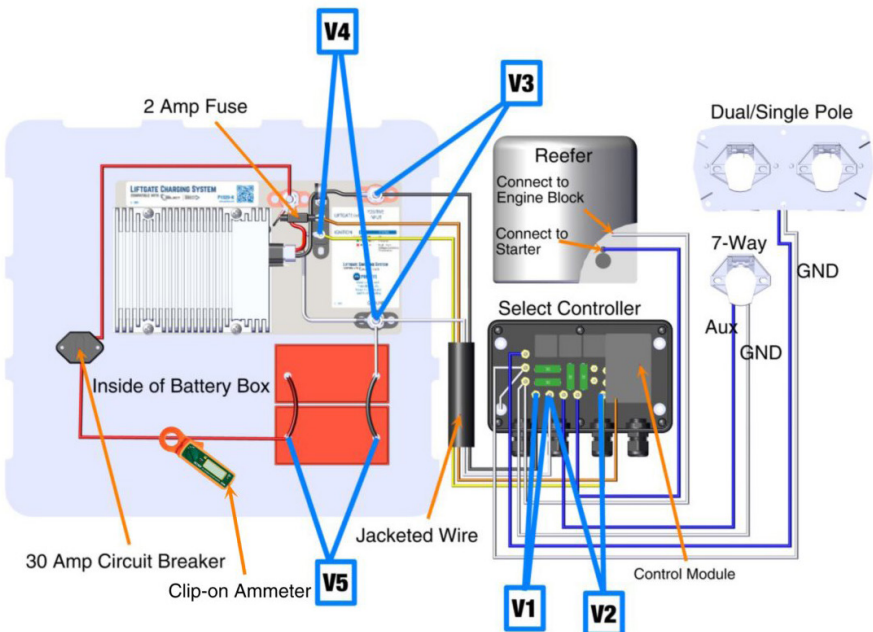 V4
V3
2 Amp Fuse
Dual/Single Pole
Reefer
Connect to
Engine Block
Connect to
Starter
LIFTGATE CHARGING SYSTEM
7-Way
GND
Select Controller
Aux
GND
Inside of Battery Box
Jacketed Wire
30 Amp Circuit Breaker
Clip-on Ammeter
Control Module
V5
V1
V2